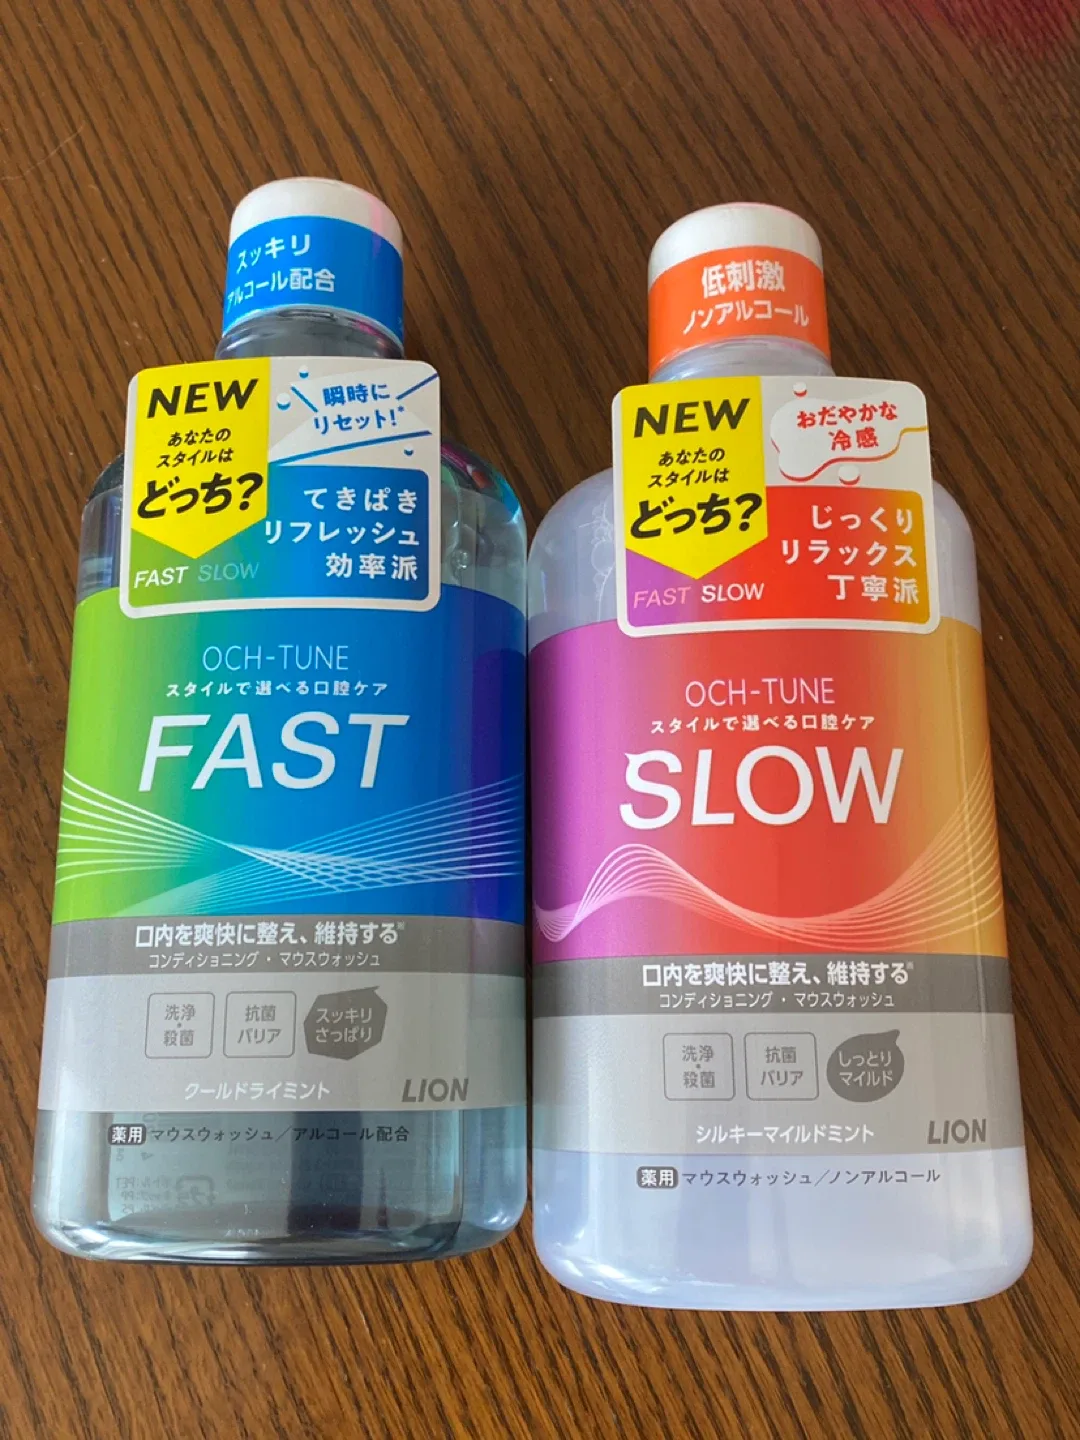 スッキリ
アルコール配合
NEW
あなたの
スタイルは
どっち?
FAST SLOW
瞬時に
リセット!*
てきぱき
リフレッシュ
効率派
OCH-TUNE
スタイルで選べる口腔ケア
FAST
口内を爽快に整え、維持する※
コンディショニング・マウスウォッシュ
洗浄・殺菌
抗菌バリア
スッキリ
さっぱり
クールドライミント
LION
薬用 マウスウォッシュ/アルコール配合
低刺激
ノンアルコール
NEW
あなたの
スタイルは
どっち?
FAST SLOW
おだやかな
冷感
じっくり
リラックス
丁寧派
OCH-TUNE
スタイルで選べる口腔ケア
SLOW
口内を爽快に整え、維持する※
コンディショニング・マウスウォッシュ
洗浄・殺菌
抗菌バリア
しっとり
マイルド
シルキーマイルドミント
LION
薬用 マウスウォッシュ/ノンアルコール